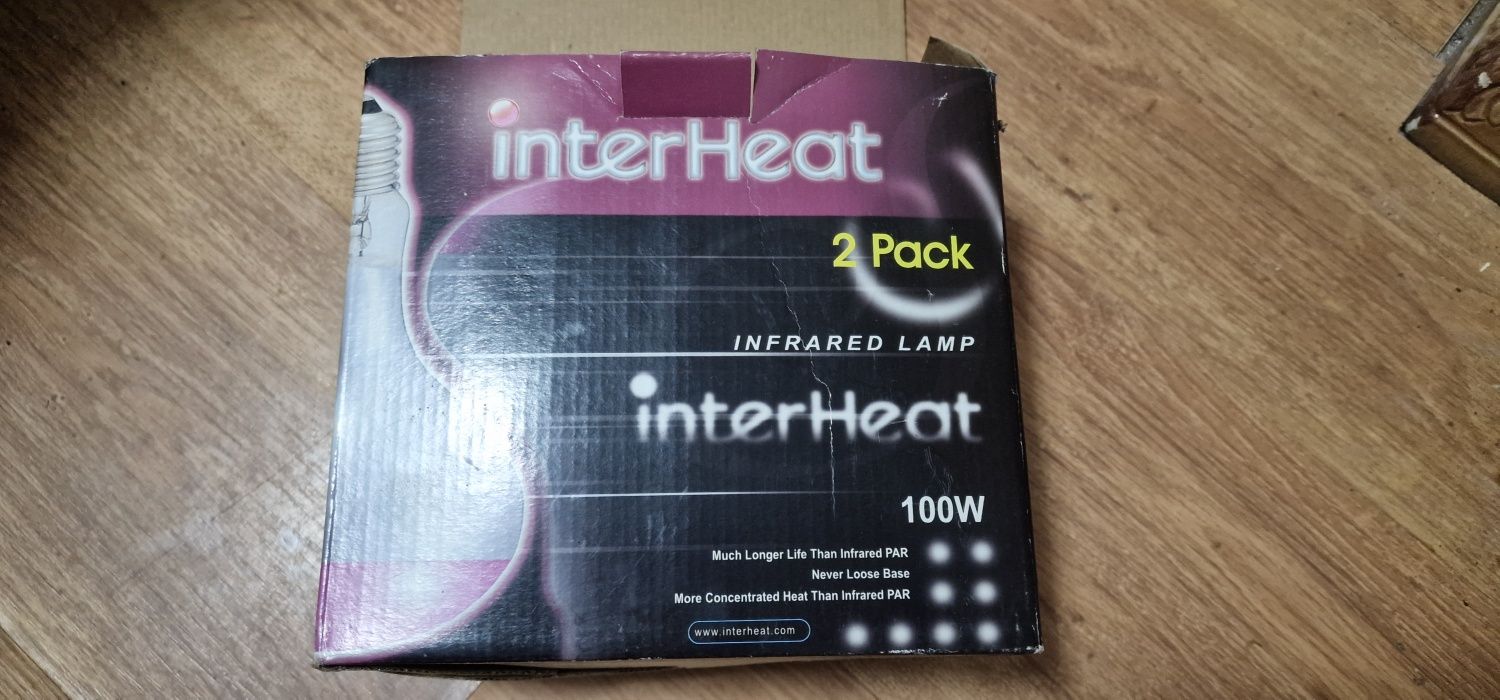 interHeat
2 Pack
INFRARED LAMP
interHeat
100W
Much Longer Life Than Infrared PAR
Never Loose Base
More Concentrated Heat Than Infrared PAR
www.interheat.com